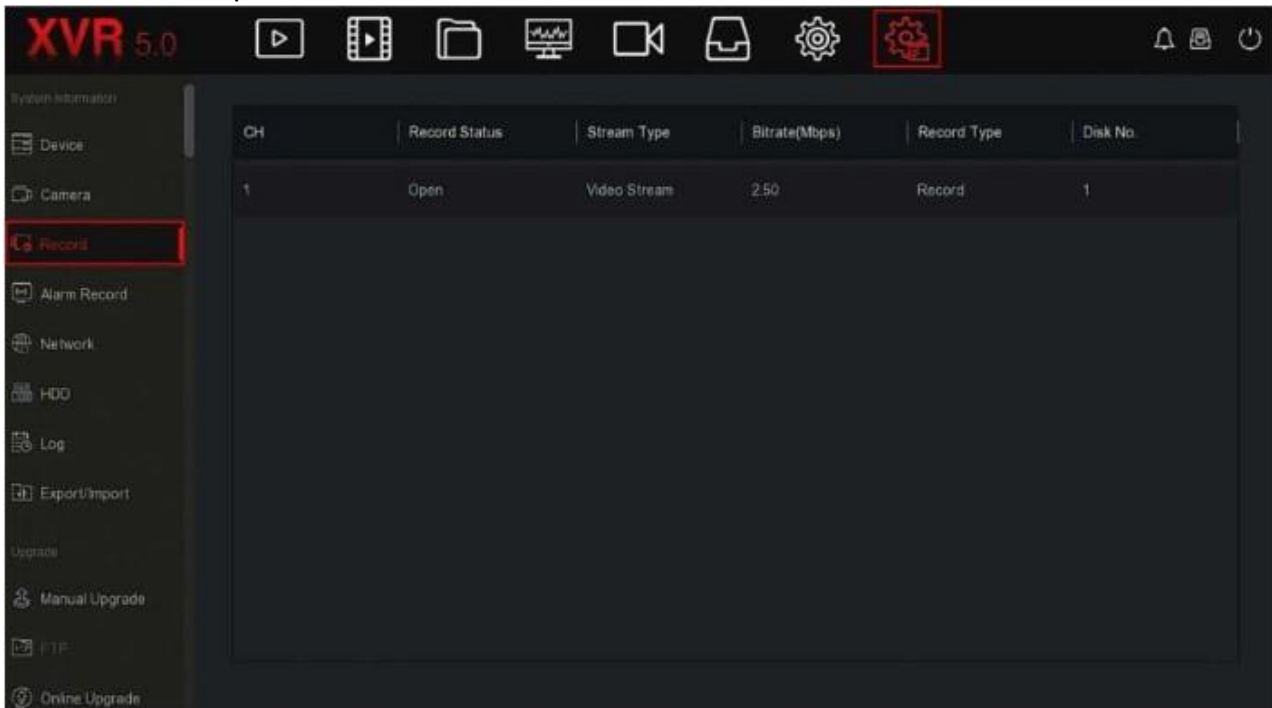 XVR 5.0
System Information
Device
Camera
Record
Alarm Record
Network
HDD
Log
Export/Import
Upgrade
Manual Upgrade
FTP
Online Upgrade
CH Record Status Stream Type Bitrate(Mbps) Record Type Disk No.
1 Open Video Stream 2.50 Record 1